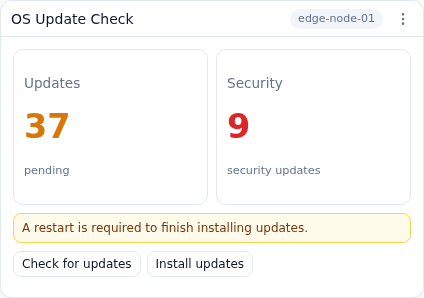 OS Update Check
edge-node-01
Updates
37
pending
Security
9
security updates
A restart is required to finish installing updates.
Check for updates
Install updates